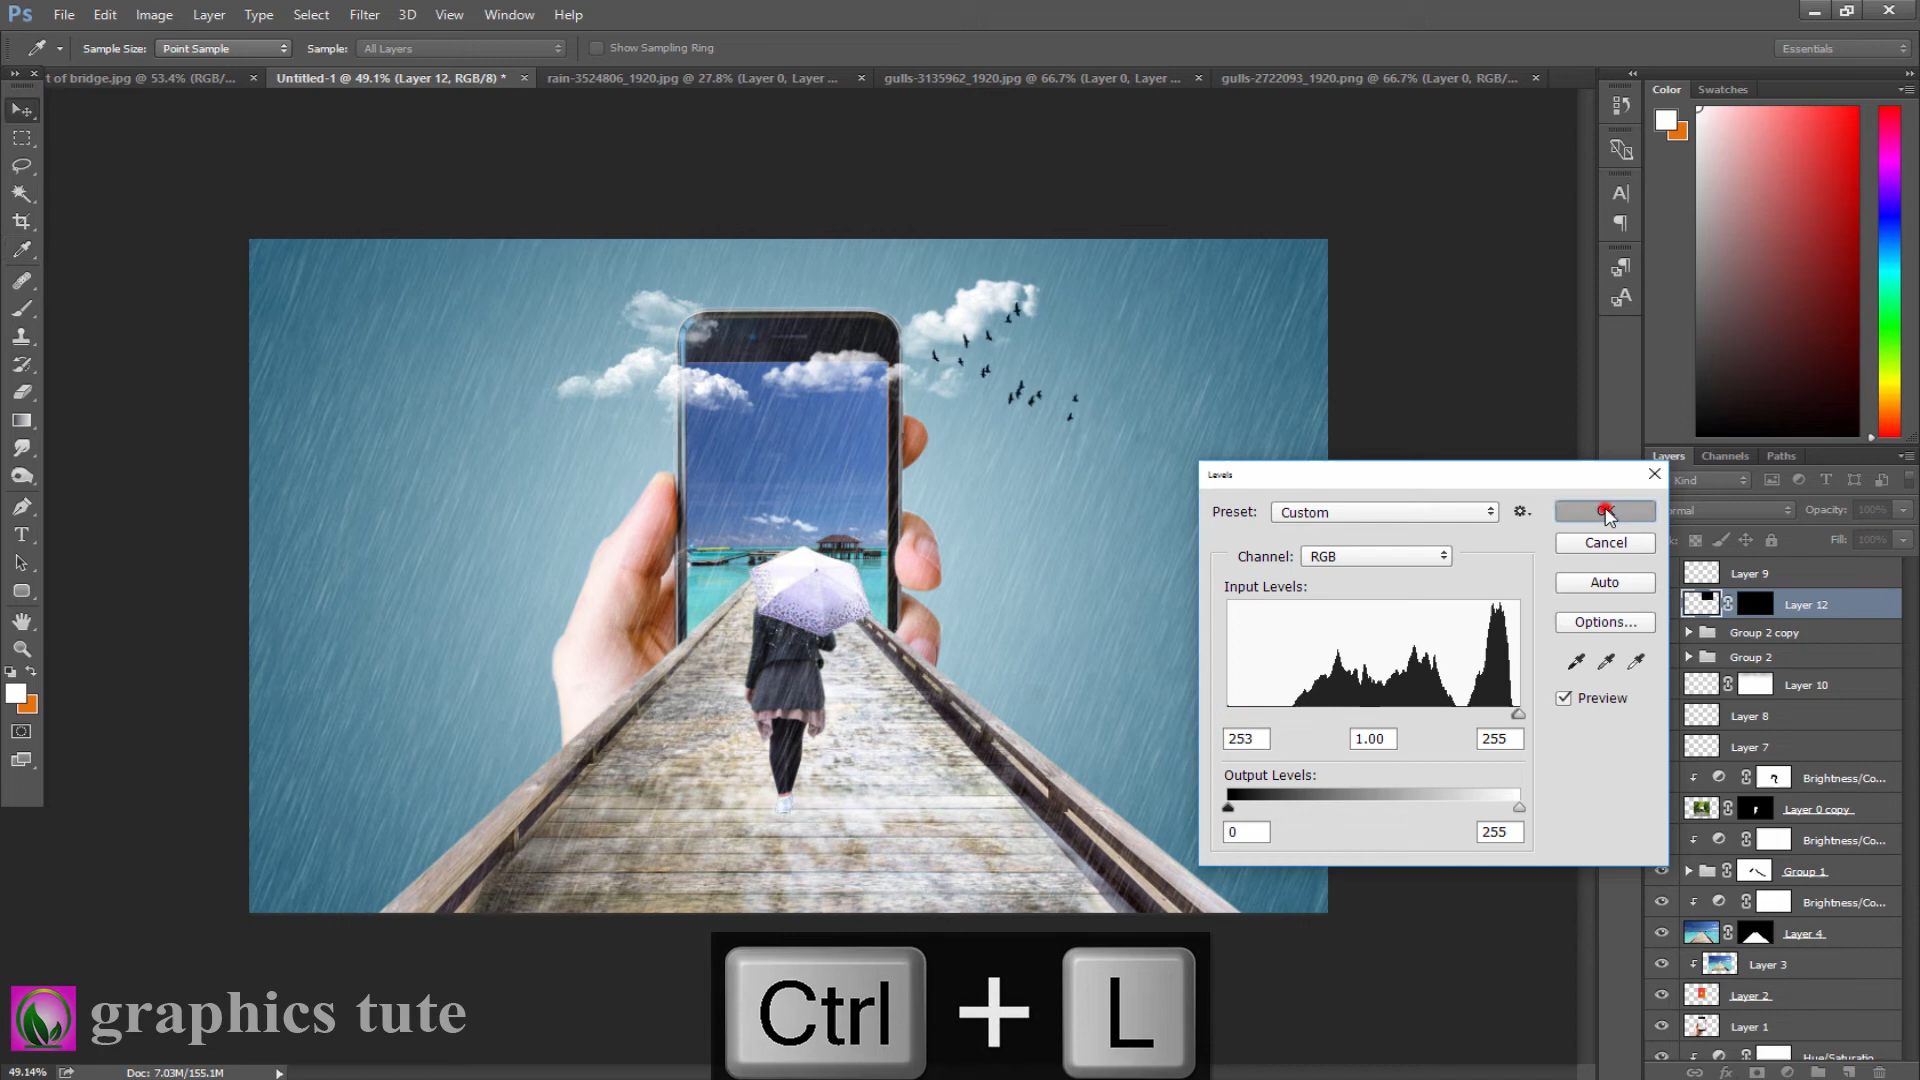 Ps File Edit Image Layer Type Select Filter 3D View Window Help
Sample Size: Point Sample Sample: All Layers Show Sampling Ring Essentials
t of bridge.jpg @ 53.4% (RGB/... × Untitled-1 @ 49.1% (Layer 12, RGB/8) * × rain-3524806_1920.jpg @ 27.8% (Layer 0, Layer ... × gulls-3135962_1920.jpg @ 66.7% (Layer 0, Layer ... × gulls-2722093_1920.png @ 66.7% (Layer 0, RGB/... ×
Color Swatches
Layers Channels Paths
Kind
Opacity: 100%
Fill: 100%
Layer 9
Layer 12
Group 2 copy
Group 2
Layer 10
Layer 8
Layer 7
Brightness/Co...
Layer 0 copy
Brightness/Co...
Group 1
Brightness/Co...
Layer 4
Layer 3
Layer 2
Layer 1
Hue/Saturatio
Levels
Preset: Custom
Channel: RGB
Input Levels:
253 1.00 255
Output Levels:
0 255
Cancel
Auto
Options...
Preview
Ctrl + L
graphics tute
49.14% Doc: 7.03M/155.1M